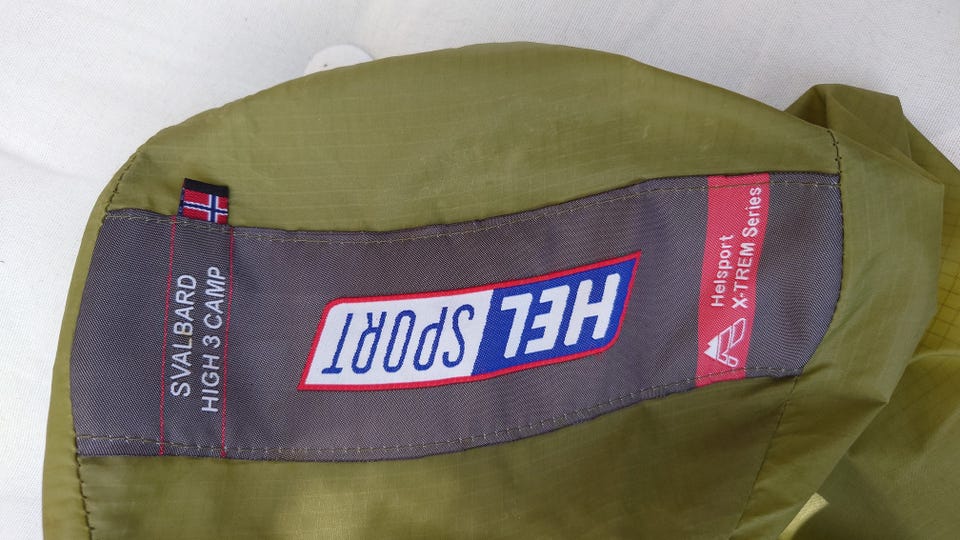 SVALBARD
HIGH 3 CAMP
HEL SPORT
Helsport
X-TREM Series